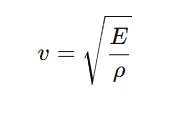 v = √(E/ρ)